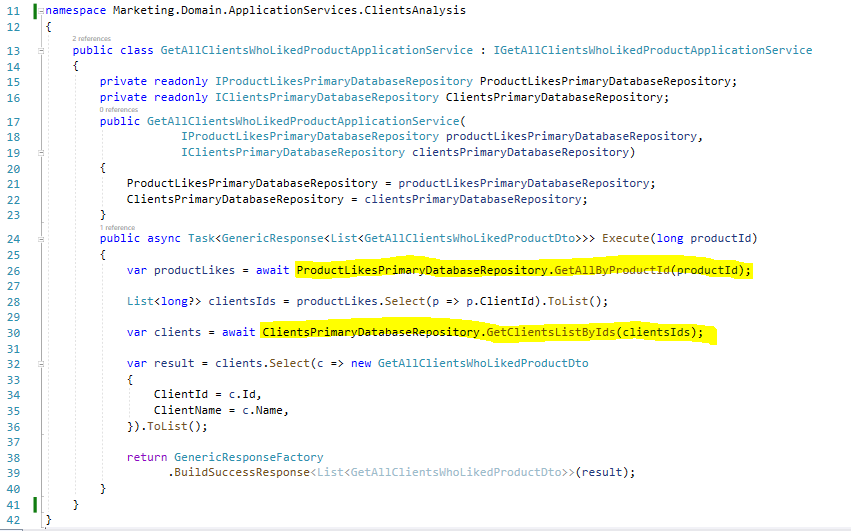 11 namespace Marketing.Domain.ApplicationServices.ClientsAnalysis
12 {
2 references
13 public class GetAllClientsWhoLikedProductApplicationService : IGetAllClientsWhoLikedProductApplicationService
14 {
15 private readonly IProductLikesPrimaryDatabaseRepository ProductLikesPrimaryDatabaseRepository;
16 private readonly IClientsPrimaryDatabaseRepository ClientsPrimaryDatabaseRepository;
0 references
17 public GetAllClientsWhoLikedProductApplicationService(
18 IProductLikesPrimaryDatabaseRepository productLikesPrimaryDatabaseRepository,
19 IClientsPrimaryDatabaseRepository clientsPrimaryDatabaseRepository)
20 {
21 ProductLikesPrimaryDatabaseRepository = productLikesPrimaryDatabaseRepository;
22 ClientsPrimaryDatabaseRepository = clientsPrimaryDatabaseRepository;
23 }
1 reference
24 public async Task<GenericResponse<List<GetAllClientsWhoLikedProductDto>>> Execute(long productId)
25 {
26 var productLikes = await ProductLikesPrimaryDatabaseRepository.GetAllByProductId(productId);
27
28 List<long?> clientsIds = productLikes.Select(p => p.ClientId).ToList();
29
30 var clients = await ClientsPrimaryDatabaseRepository.GetClientsListByIds(clientsIds);
31
32 var result = clients.Select(c => new GetAllClientsWhoLikedProductDto
33 {
34 ClientId = c.Id,
35 ClientName = c.Name,
36 }).ToList();
37
38 return GenericResponseFactory
39 .BuildSuccessResponse<List<GetAllClientsWhoLikedProductDto>>(result);
40 }
41 }
42 }